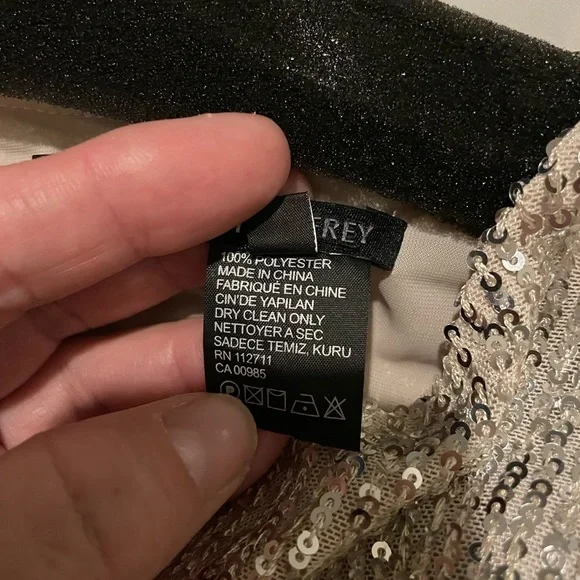 FREY
100% POLYESTER
MADE IN CHINA
FABRIQUÉ EN CHINE
CIN'DE YAPILAN
DRY CLEAN ONLY
NETTOYER A SEC
SADECE TEMIZ, KURU
RN 112711
CA 00985
P